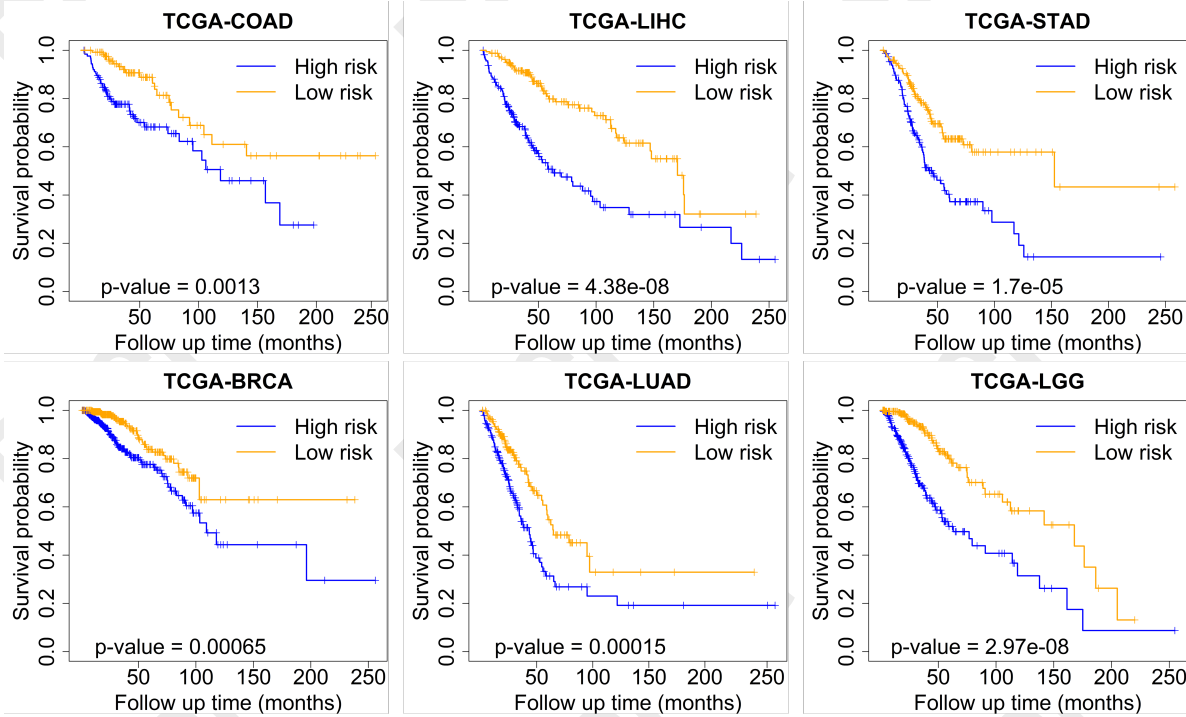 TCGA-COAD
Survival probability
0.0 0.2 0.4 0.6 0.8 1.0
High risk
Low risk
p-value = 0.0013
50 100 150 200 250
Follow up time (months)
TCGA-LIHC
Survival probability
0.0 0.2 0.4 0.6 0.8 1.0
High risk
Low risk
p-value = 4.38e-08
50 100 150 200 250
Follow up time (months)
TCGA-STAD
Survival probability
0.0 0.2 0.4 0.6 0.8 1.0
High risk
Low risk
p-value = 1.7e-05
50 100 150 200 250
Follow up time (months)
TCGA-BRCA
Survival probability
0.0 0.2 0.4 0.6 0.8 1.0
High risk
Low risk
p-value = 0.00065
50 100 150 200 250
Follow up time (months)
TCGA-LUAD
Survival probability
0.0 0.2 0.4 0.6 0.8 1.0
High risk
Low risk
p-value = 0.00015
50 100 150 200 250
Follow up time (months)
TCGA-LGG
Survival probability
0.0 0.2 0.4 0.6 0.8 1.0
High risk
Low risk
p-value = 2.97e-08
50 100 150 200 250
Follow up time (months)